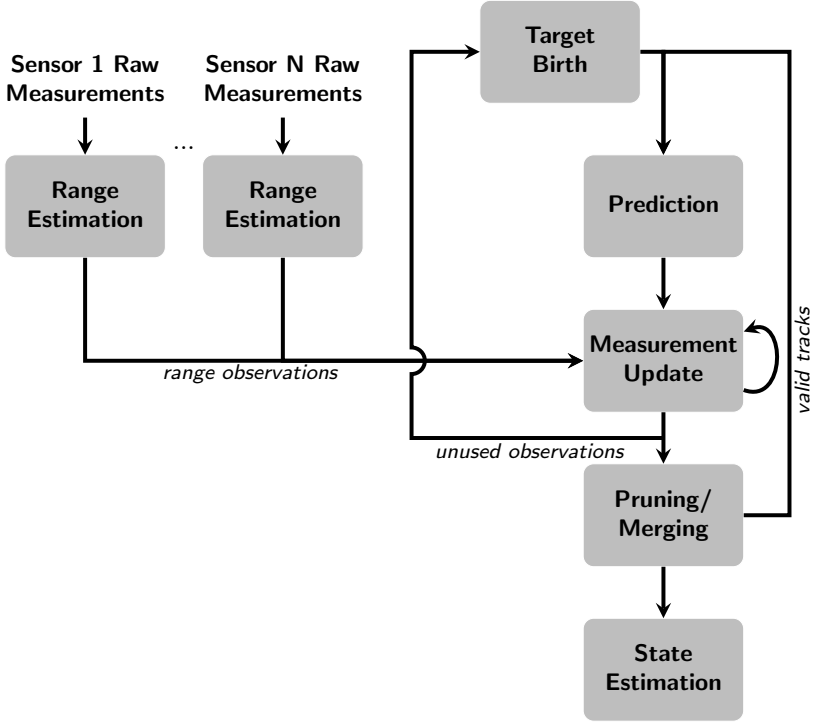 Sensor 1 Raw
Measurements
Sensor N Raw
Measurements
...
Range
Estimation
Range
Estimation
Target
Birth
Prediction
Measurement
Update
range observations
valid tracks
unused observations
Pruning/
Merging
State
Estimation